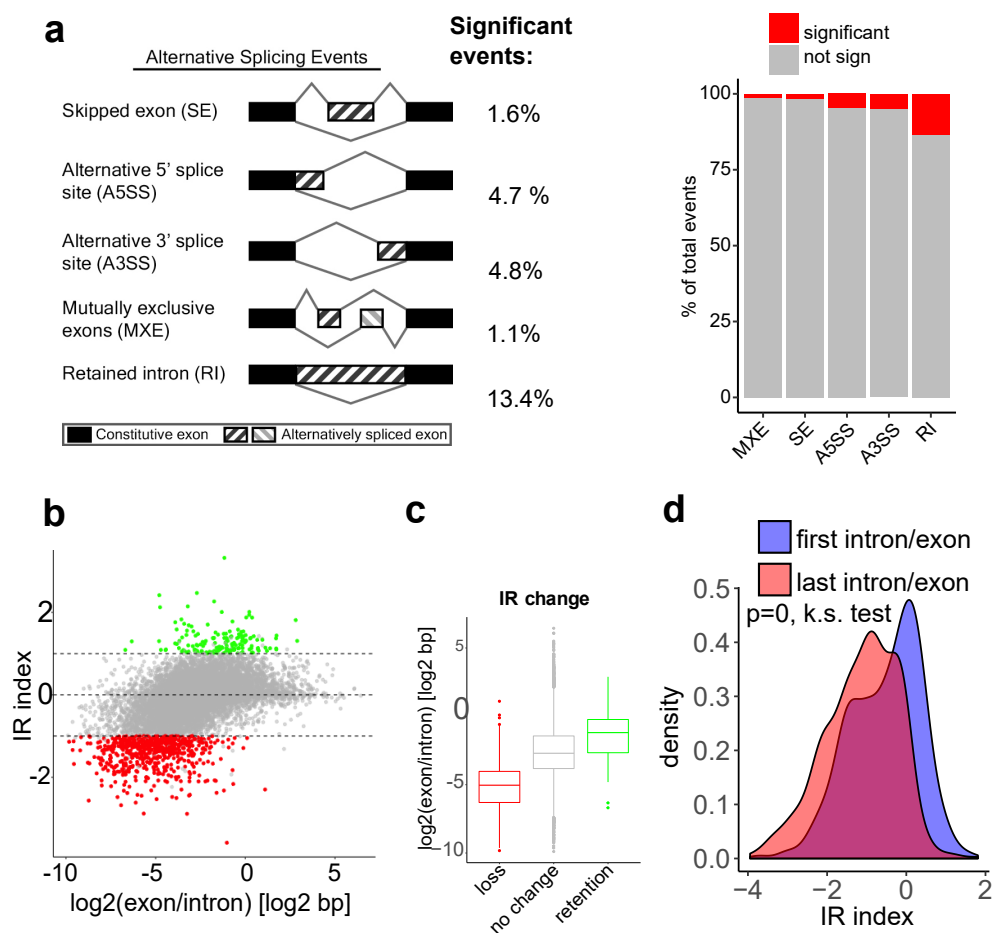 a
Alternative Splicing Events
Significant
events:
Skipped exon (SE)
1.6%
Alternative 5' splice
site (A5SS)
4.7 %
Alternative 3' splice
site (A3SS)
4.8%
Mutually exclusive
exons (MXE)
1.1%
Retained intron (RI)
13.4%
Constitutive exon
Alternatively spliced exon
significant
not sign
% of total events
100
75
50
25
0
MXE
SE
A5SS
A3SS
RI
b
IR index
2
0
-2
-10
-5
0
5
log2(exon/intron) [log2 bp]
c
IR change
log2(exon/intron) [log2 bp]
5
0
−5
−10
loss
no change
retention
d
first intron/exon
last intron/exon
p=0, k.s. test
density
0.5
0.4
0.3
0.2
0.1
0.0
−4
−2
0
2
IR index